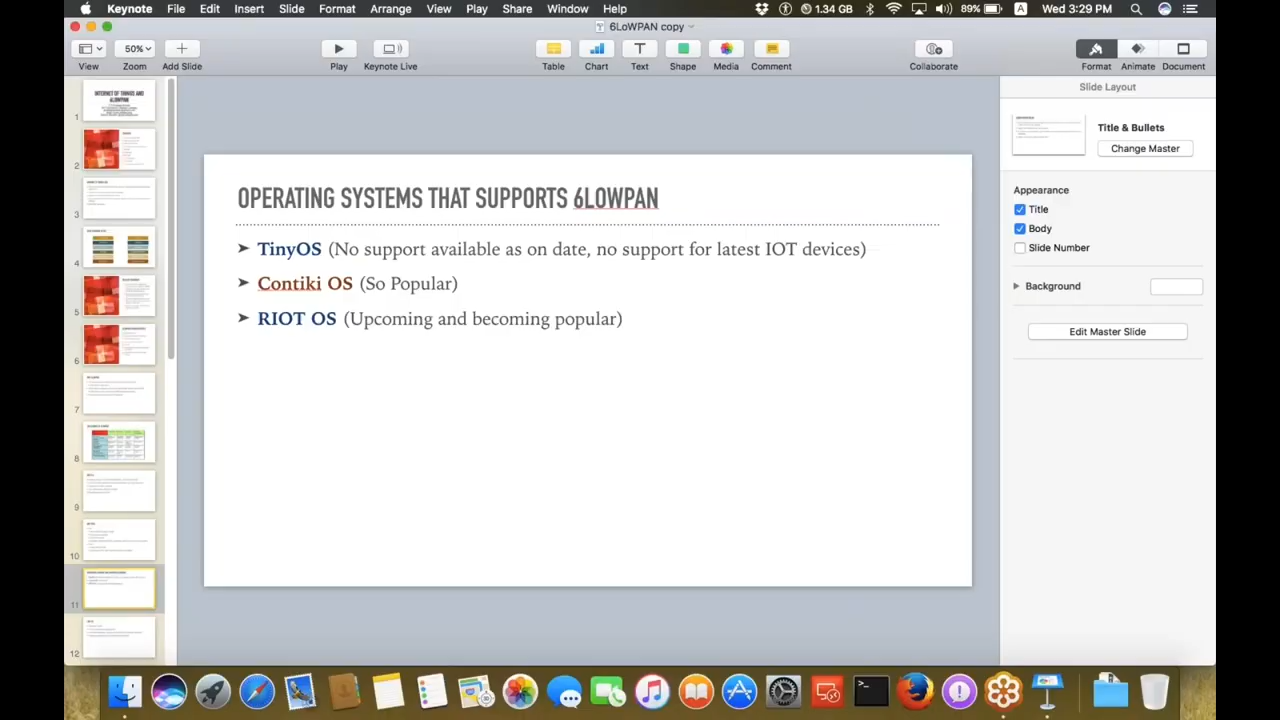 Keynote File Edit Insert Slide Format Arrange View Play Share Window Help 1.34 GB 89% A Wed 3:29 PM
6LoWPAN copy
50%
View Zoom Add Slide Play Keynote Live Table Chart Text Shape Media Comment Collaborate Format Animate Document
Slide Layout
Title & Bullets
Change Master
Appearance
Title
Body
Slide Number
Background
Edit Master Slide
INTERNET OF THINGS AND
6LOWPAN
1
2
3
4
5
6
7
8
9
10
11
12
OPERATING SYSTEMS THAT SUPPORTS 6LOWPAN
➤ TinyOS (No support available as on date, no support for latest IOT devices)
➤ Contiki OS (So Popular)
➤ RIOT OS (Upcoming and becoming popular)